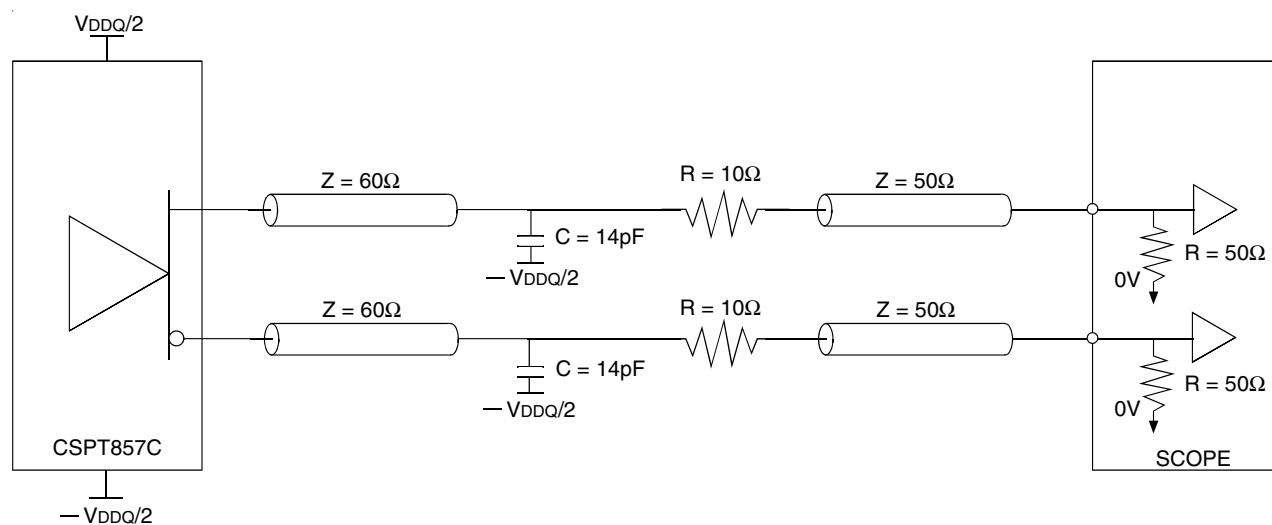 VDDQ/2
Z = 60Ω
R = 10Ω
Z = 50Ω
C = 14pF
— VDDQ/2
R = 50Ω
0V
Z = 60Ω
R = 10Ω
Z = 50Ω
C = 14pF
— VDDQ/2
R = 50Ω
0V
CSPT857C
SCOPE
— VDDQ/2